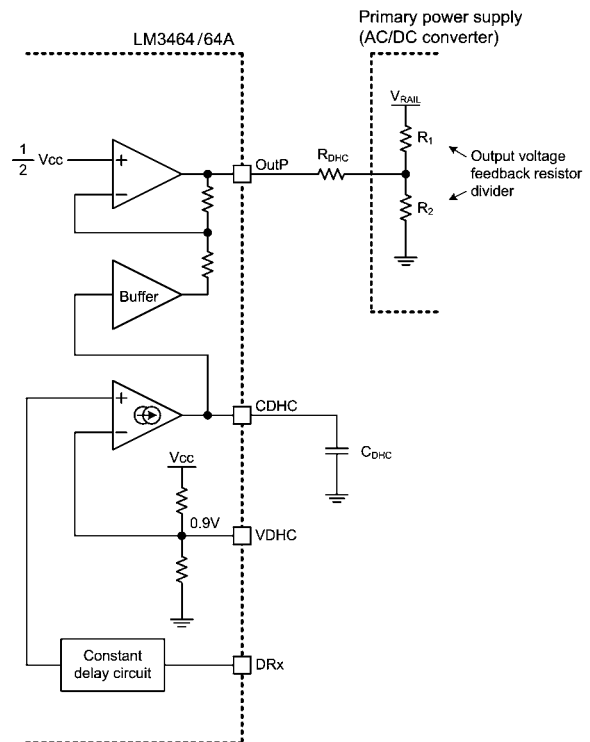 Primary power supply
(AC/DC converter)
LM3464/64A
VRAIL
1
2
Vcc
+
−
OutP
RDHC
R1
R2
Output voltage
feedback resistor
divider
Buffer
+
−
CDHC
CDHC
Vcc
0.9V
VDHC
Constant
delay circuit
DRx